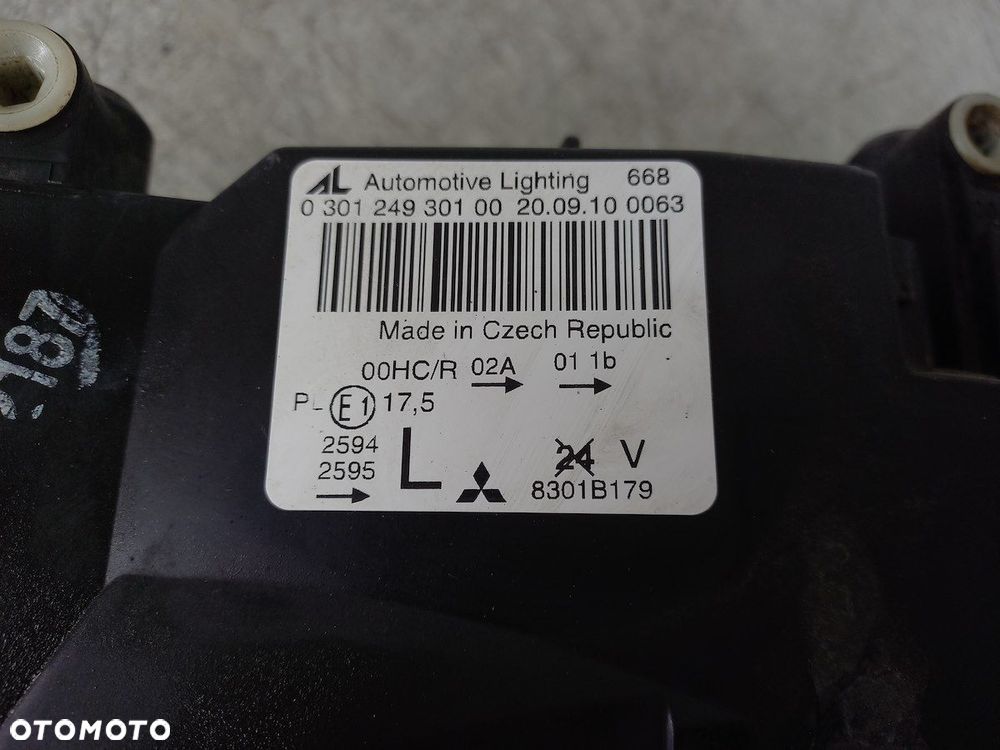 AL Automotive Lighting 668
0 301 249 301 00 20.09.10 0063
Made in Czech Republic
00HC/R 02A 01 1b
PL E1 17,5
2594
2595
L 24 V
8301B179
OTOMOTO